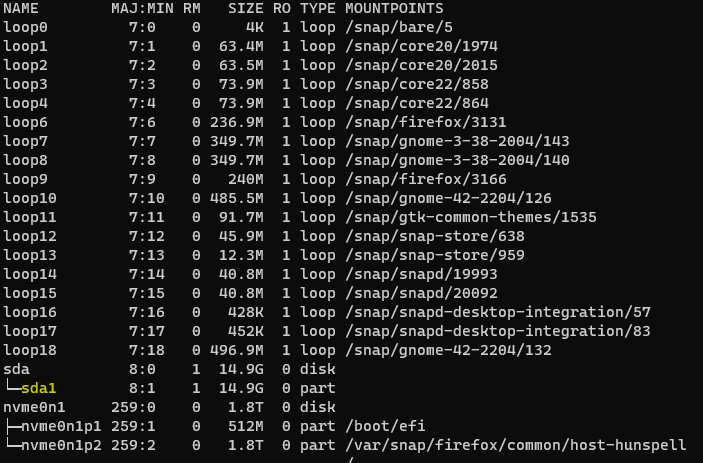 NAME        MAJ:MIN RM   SIZE RO TYPE MOUNTPOINTS
loop0         7:0    0     4K  1 loop /snap/bare/5
loop1         7:1    0  63.4M  1 loop /snap/core20/1974
loop2         7:2    0  63.5M  1 loop /snap/core20/2015
loop3         7:3    0  73.9M  1 loop /snap/core22/858
loop4         7:4    0  73.9M  1 loop /snap/core22/864
loop6         7:6    0 236.9M  1 loop /snap/firefox/3131
loop7         7:7    0 349.7M  1 loop /snap/gnome-3-38-2004/143
loop8         7:8    0 349.7M  1 loop /snap/gnome-3-38-2004/140
loop9         7:9    0   240M  1 loop /snap/firefox/3166
loop10        7:10   0 485.5M  1 loop /snap/gnome-42-2204/126
loop11        7:11   0  91.7M  1 loop /snap/gtk-common-themes/1535
loop12        7:12   0  45.9M  1 loop /snap/snap-store/638
loop13        7:13   0  12.3M  1 loop /snap/snap-store/959
loop14        7:14   0  40.8M  1 loop /snap/snapd/19993
loop15        7:15   0  40.8M  1 loop /snap/snapd/20092
loop16        7:16   0   428K  1 loop /snap/snapd-desktop-integration/57
loop17        7:17   0   452K  1 loop /snap/snapd-desktop-integration/83
loop18        7:18   0 496.9M  1 loop /snap/gnome-42-2204/132
sda           8:0    1  14.9G  0 disk
└─sda1        8:1    1  14.9G  0 part
nvme0n1     259:0    0   1.8T  0 disk
├─nvme0n1p1 259:1    0   512M  0 part /boot/efi
└─nvme0n1p2 259:2    0   1.8T  0 part /var/snap/firefox/common/host-hunspell
                                      /